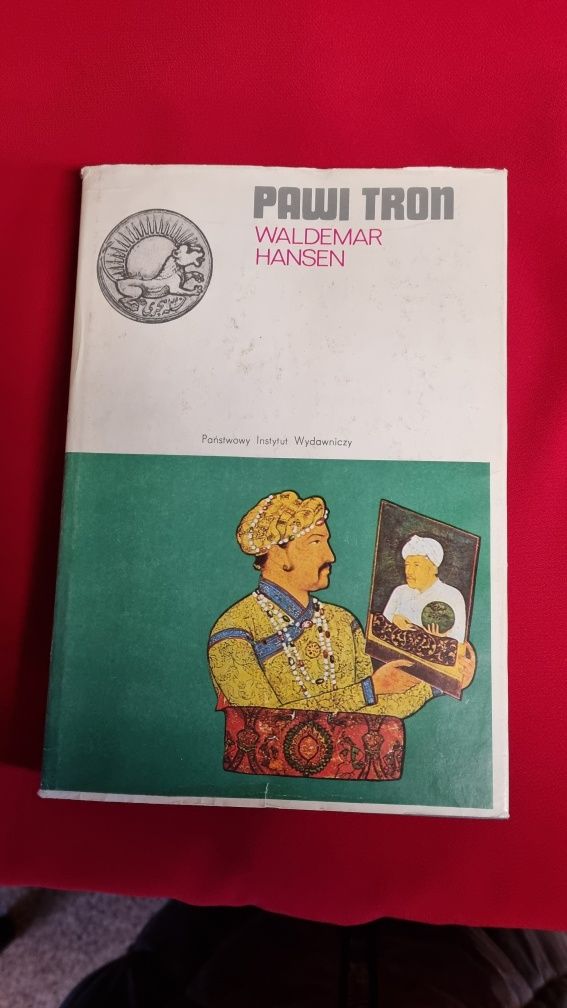 PAWI TRON
WALDEMAR
HANSEN
Państwowy Instytut Wydawniczy